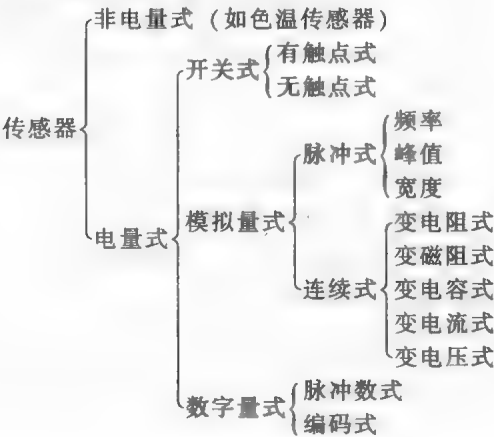 非电量式（如色温传感器）
有触点式
开关式
无触点式
频率
传感器
脉冲式
峰值
宽度
电量式
模拟量式
变电阻式
变磁阻式
连续式
变电容式
变电流式
变电压式
脉冲数式
数字量式
编码式